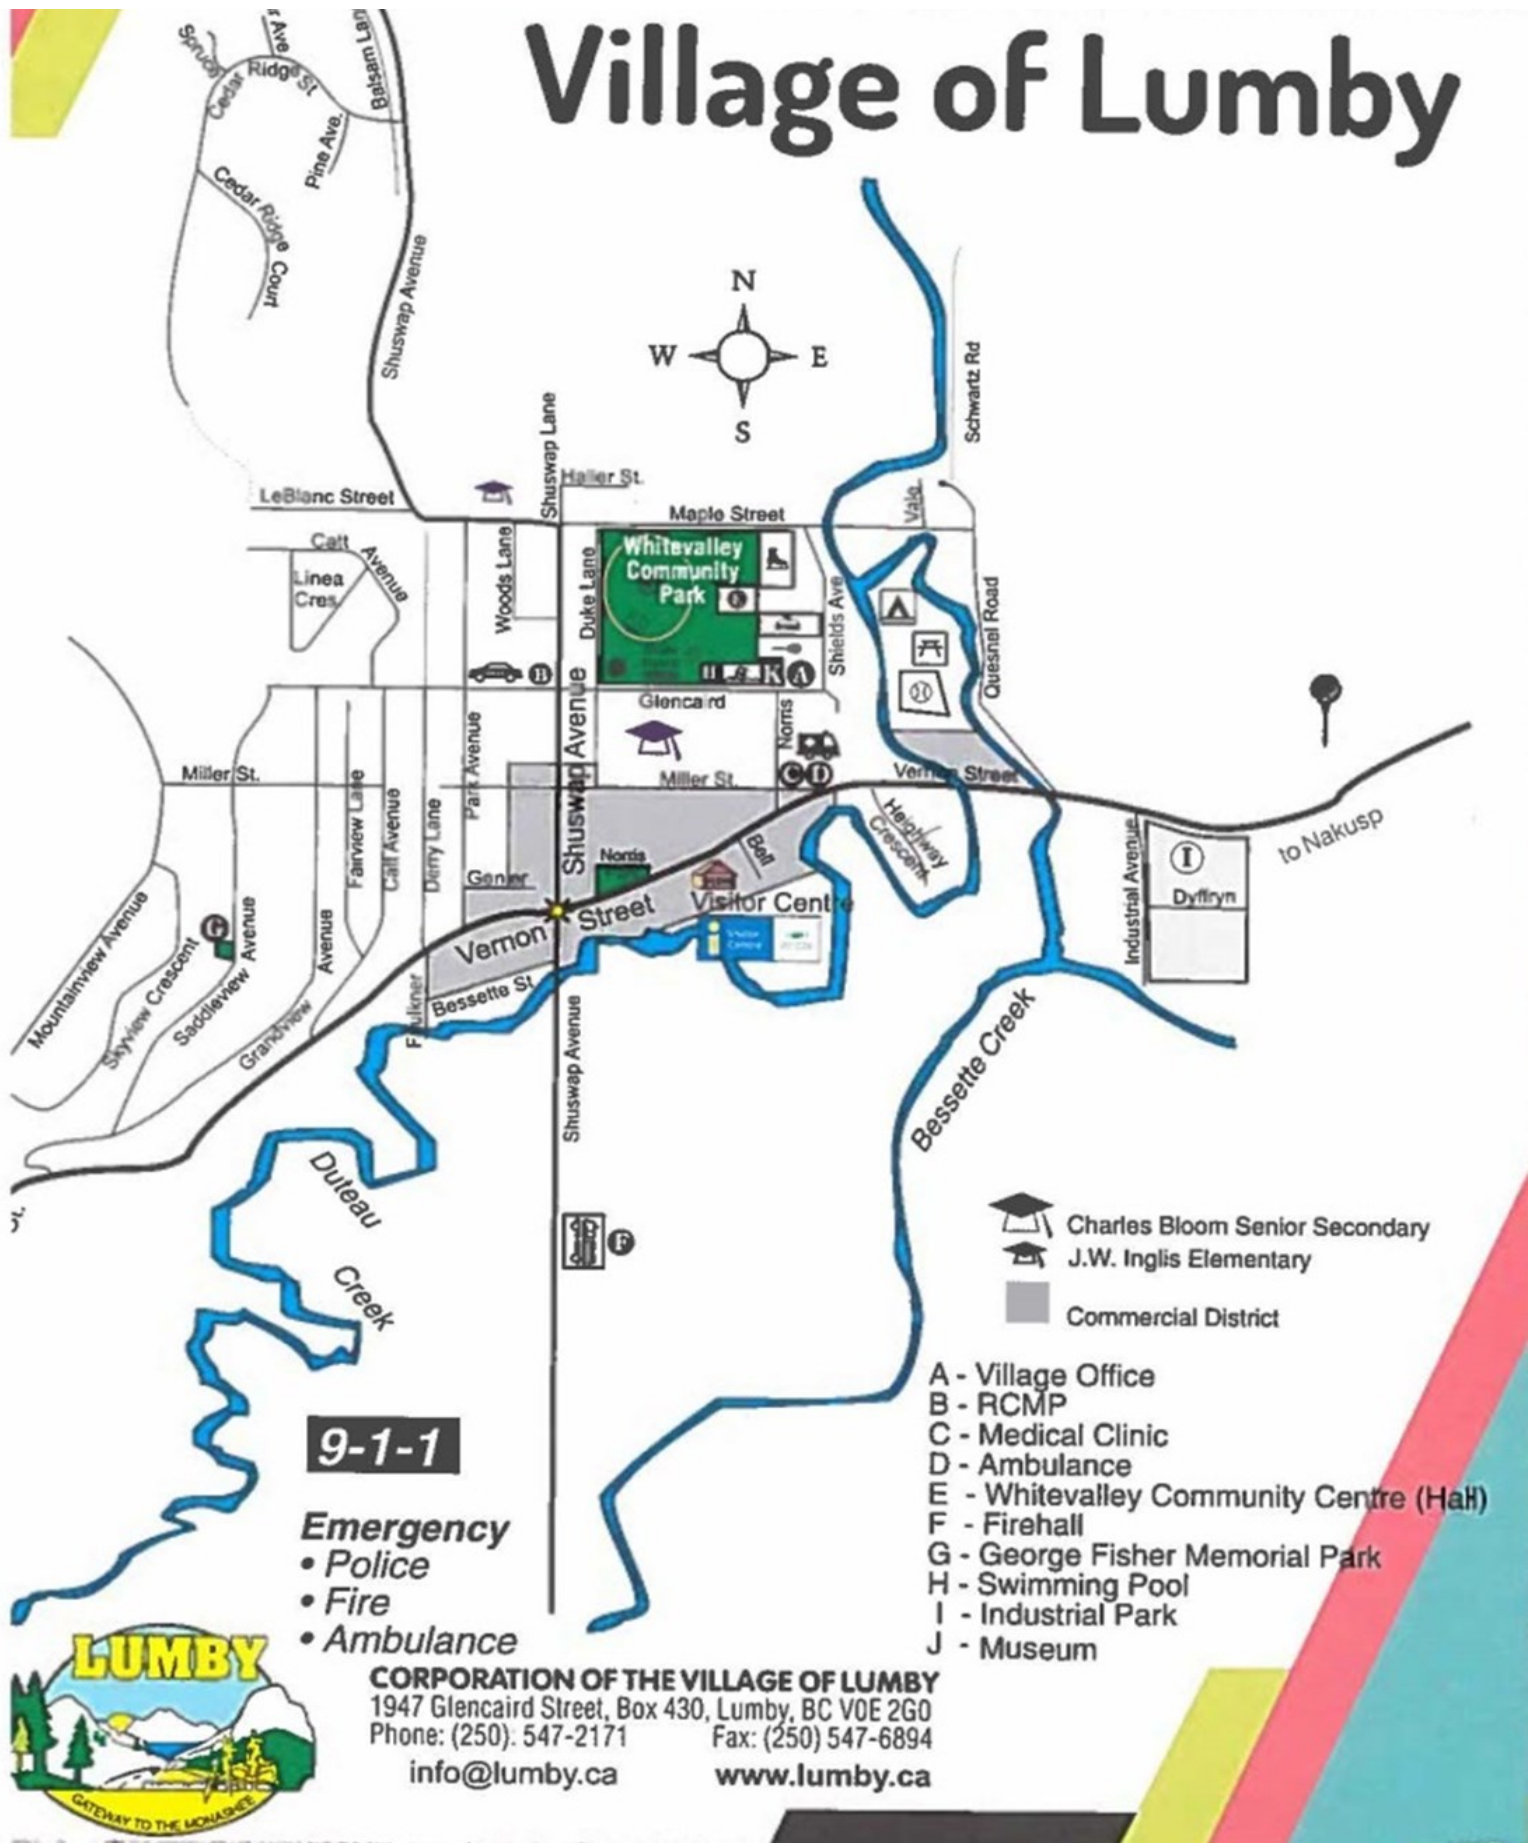 Village of Lumby
Spruce
r Ave
Cedar Ridge St
Balsam Lan
Pine Ave.
Cedar Ridge Court
Shuswap Avenue
N
W
E
S
Schwartz Rd
Shuswap Lane
Haller St.
LeBlanc Street
Maple Street
Vale
Catt Avenue
Linea
Cres.
Woods Lane
Duke Lane
Whitevalley
Community
Park
Shields Ave
Quesnal Road
B
H
K
A
Glencaird
Shuswap Avenue
Park Avenue
Norris
Miller St.
Miller St.
C
D
Vernon Street
Fairview Lane
Catt Avenue
Derry Lane
Heighway
Crescent
Bell
Norris
Genier
to Nakusp
Industrial Avenue
I
Dyffryn
Visitor Centre
Visitor
Centre
Vernon Street
Mountainview Avenue
G
Skyview Crescent
Saddleview Avenue
Grandview Avenue
Faulkner
Bessette St
Shuswap Avenue
Bessette Creek
Duteau
Creek
St.
F
Charles Bloom Senior Secondary
J.W. Inglis Elementary
Commercial District
A - Village Office
B - RCMP
C - Medical Clinic
D - Ambulance
E - Whitevalley Community Centre (Hall)
F - Firehall
G - George Fisher Memorial Park
H - Swimming Pool
I - Industrial Park
J - Museum
9-1-1
Emergency
• Police
• Fire
• Ambulance
LUMBY
GATEWAY TO THE MONASHEE
CORPORATION OF THE VILLAGE OF LUMBY
1947 Glencaird Street, Box 430, Lumby, BC V0E 2G0
Phone: (250): 547-2171 Fax: (250) 547-6894
info@lumby.ca www.lumby.ca